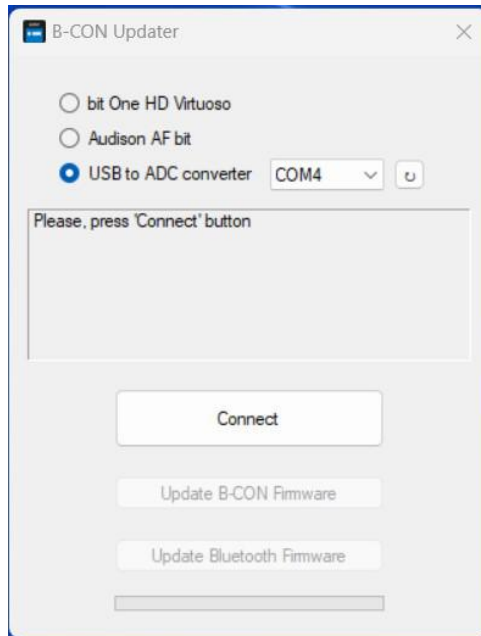 B-CON Updater
bit One HD Virtuoso
Audison AF bit
USB to ADC converter COM4
Please, press 'Connect' button
Connect
Update B-CON Firmware
Update Bluetooth Firmware